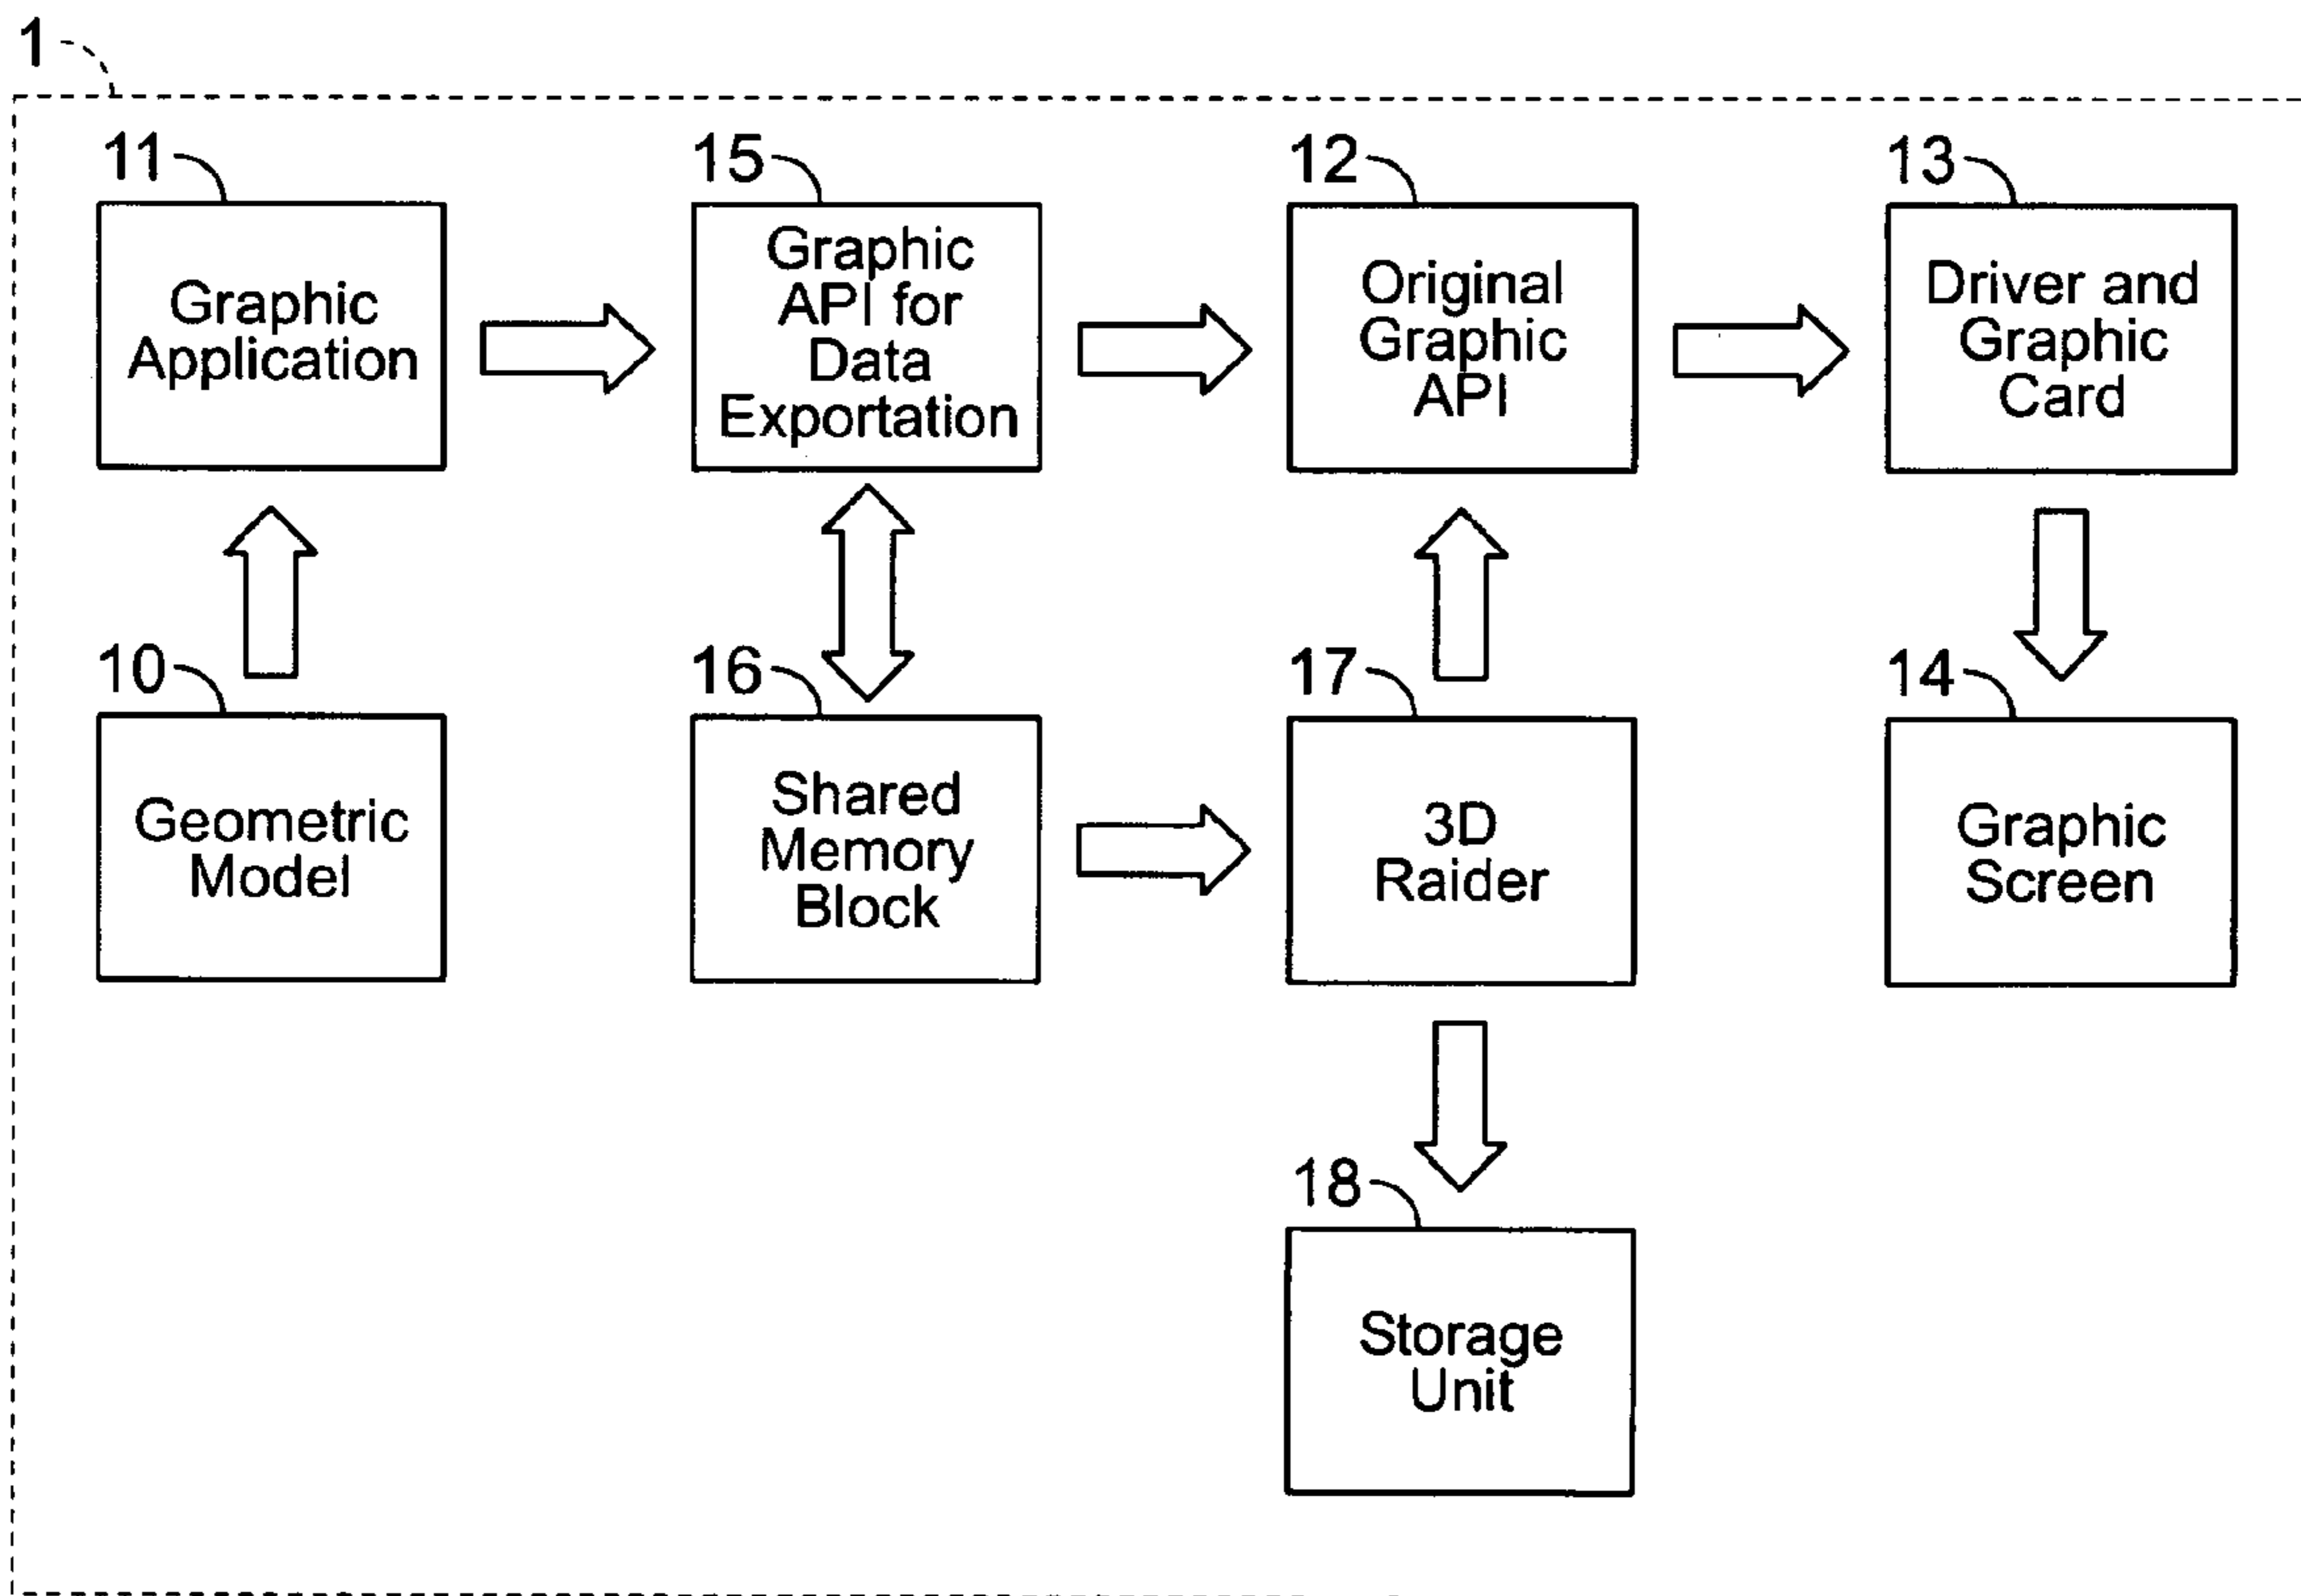 1
11
15
12
13
Graphic
Application
Graphic
API for
Data
Exportation
Original
Graphic
API
Driver and
Graphic
Card
10
16
17
14
Geometric
Model
Shared
Memory
Block
3D
Raider
Graphic
Screen
18
Storage
Unit